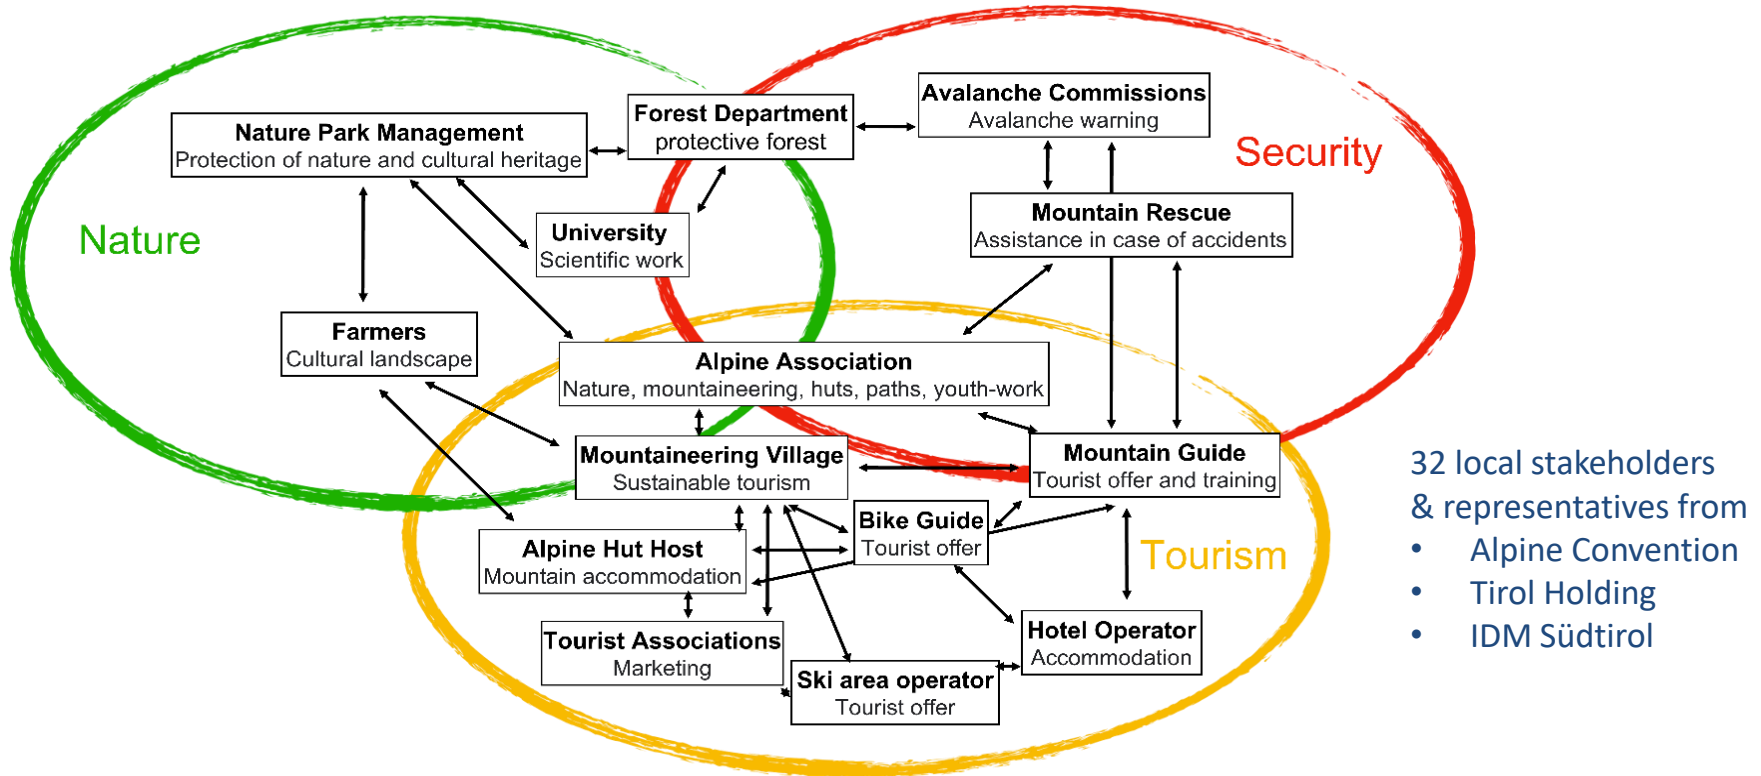 Avalanche Commissions
Avalanche warning
Forest Department
protective forest
Nature Park Management
Protection of nature and cultural heritage
Security
Mountain Rescue
Assistance in case of accidents
University
Scientific work
Nature
Farmers
Cultural landscape
Alpine Association
Nature, mountaineering, huts, paths, youth-work
Mountaineering Village
Sustainable tourism
Mountain Guide
Tourist offer and training
Bike Guide
Tourist offer
Alpine Hut Host
Mountain accommodation
Tourism
Tourist Associations
Marketing
Hotel Operator
Accommodation
Ski area operator
Tourist offer
32 local stakeholders
& representatives from
• Alpine Convention
• Tirol Holding
• IDM Südtirol